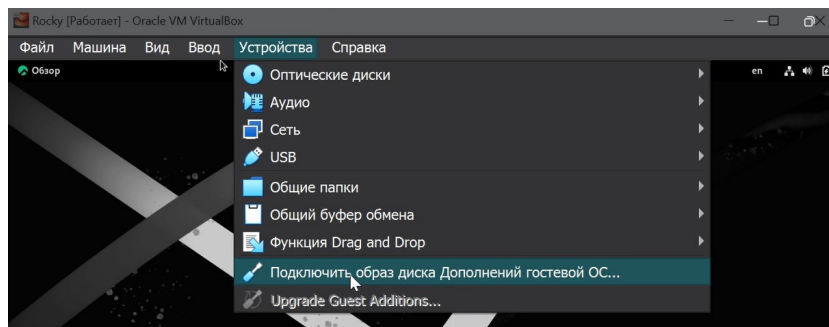 Rocky [Работает] - Oracle VM VirtualBox
Файл Машина Вид Ввод Устройства Справка
Обзор
en
Оптические диски
Аудио
Сеть
USB
Общие папки
Общий буфер обмена
Функция Drag and Drop
Подключить образ диска Дополнений гостевой ОС...
Upgrade Guest Additions...